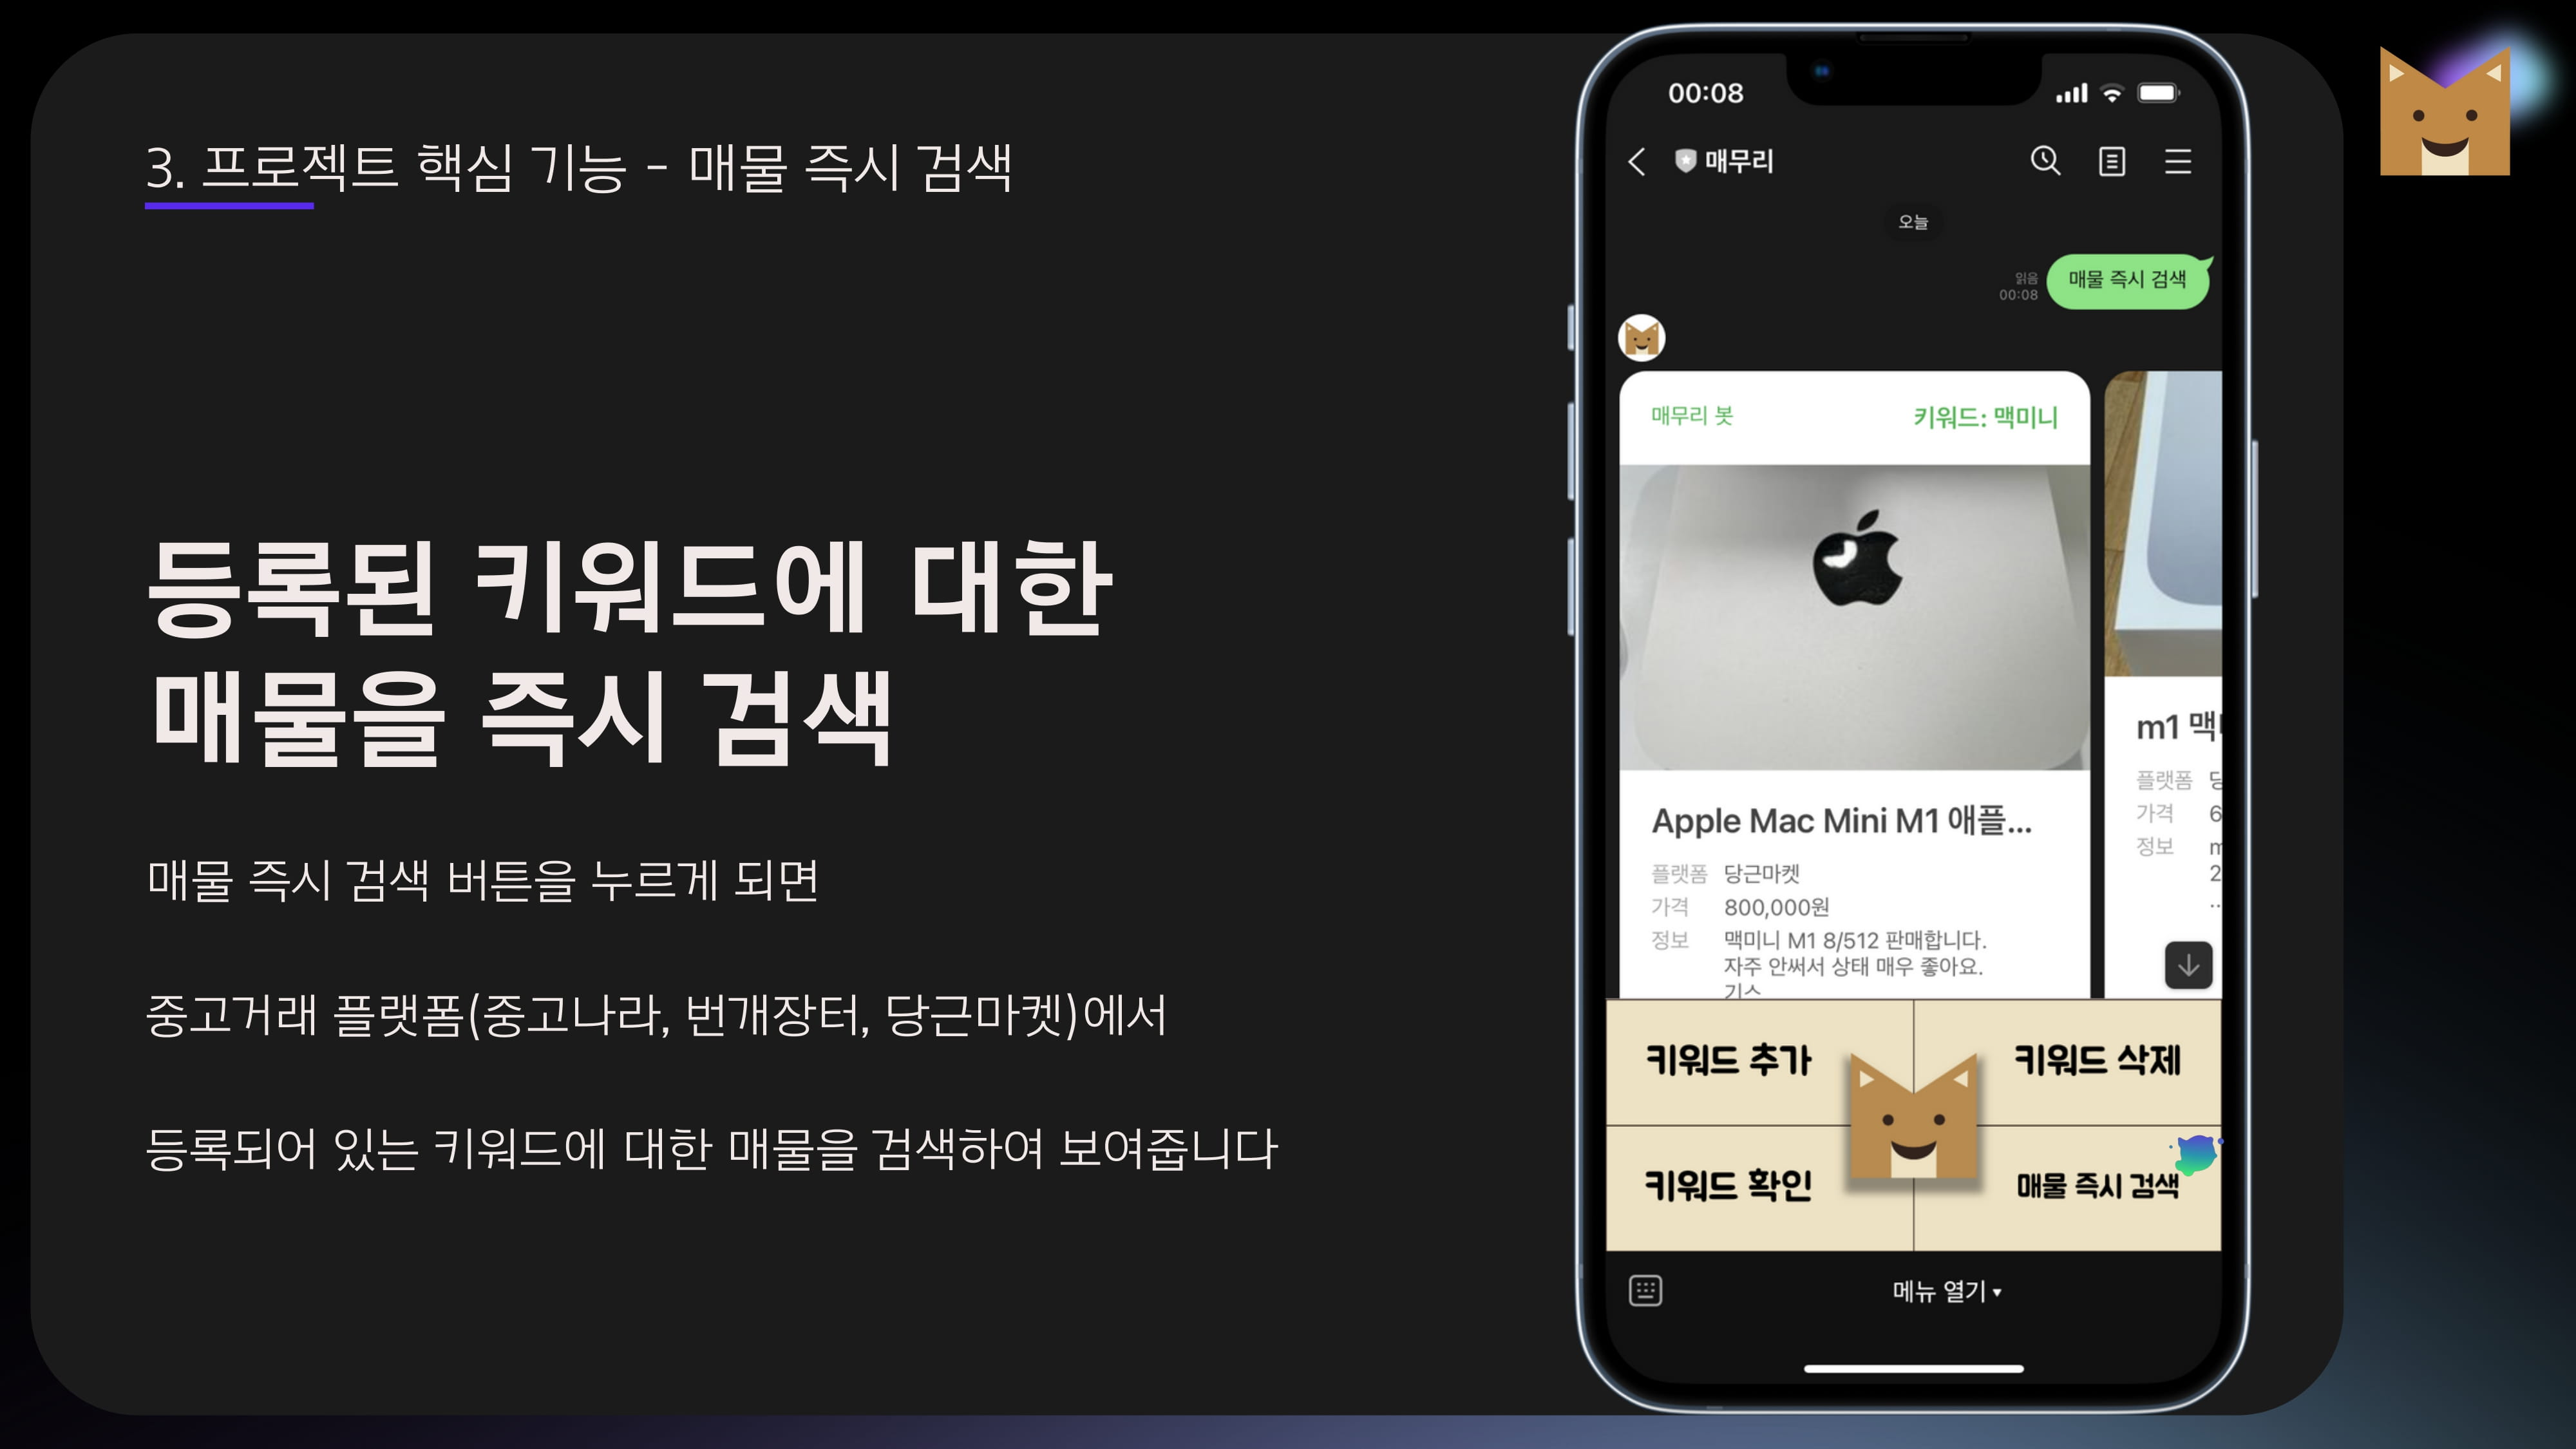 3. 프로젝트 핵심 기능 - 매물 즉시 검색
등록된 키워드에 대한
매물을 즉시 검색
매물 즉시 검색 버튼을 누르게 되면
중고거래 플랫폼(중고나라, 번개장터, 당근마켓)에서
등록되어 있는 키워드에 대한 매물을 검색하여 보여줍니다
00:08
매무리
오늘
읽음
00:08
매물 즉시 검색
매무리 봇
키워드: 맥미니
Apple Mac Mini M1 애플...
플랫폼 당근마켓
가격 800,000원
정보 맥미니 M1 8/512 판매합니다.
자주 안써서 상태 매우 좋아요.
m1 맥
플랫폼
가격 6
정보 m
2
키워드 추가
키워드 삭제
키워드 확인
매물 즉시 검색
메뉴 열기 ▾